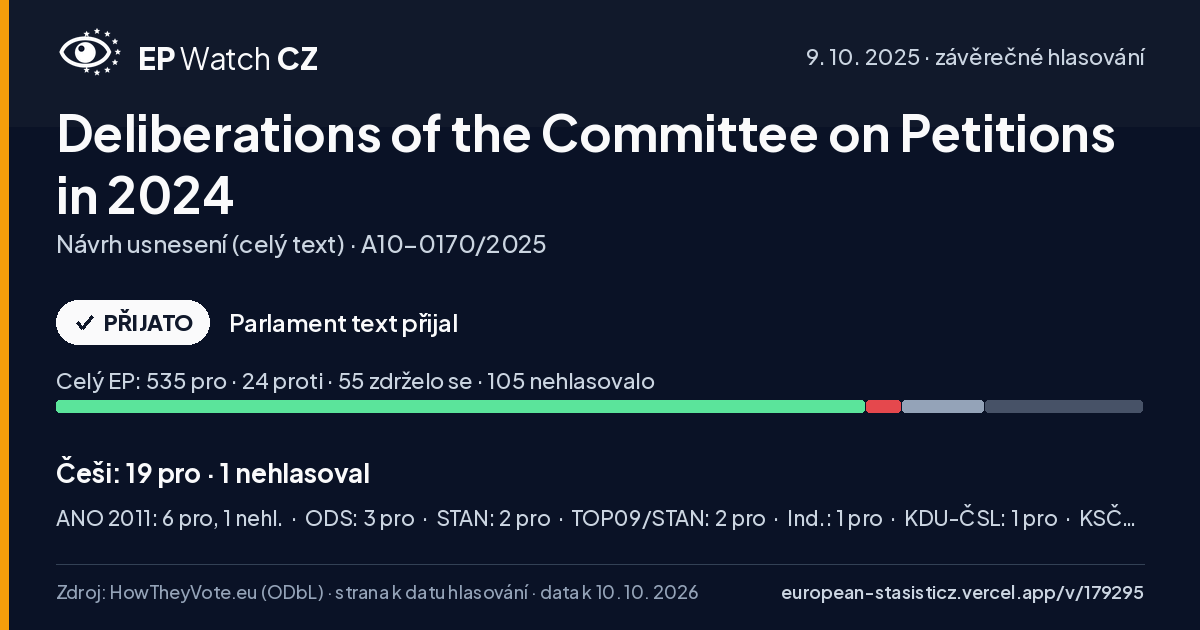 EP Watch CZ
9. 10. 2025 · závěrečné hlasování
Deliberations of the Committee on Petitions
in 2024
Návrh usnesení (celý text) · A10–0170/2025
✓ PŘIJATO
Parlament text přijal
Celý EP: 535 pro · 24 proti · 55 zdrželo se · 105 nehlasovalo
Češi: 19 pro · 1 nehlasoval
ANO 2011: 6 pro, 1 nehl. · ODS: 3 pro · STAN: 2 pro · TOP09/STAN: 2 pro · Ind.: 1 pro · KDU-ČSL: 1 pro · KSČ…
Zdroj: HowTheyVote.eu (ODbL) · strana k datu hlasování · data k 10. 10. 2026
european-stasisticz.vercel.app/v/179295